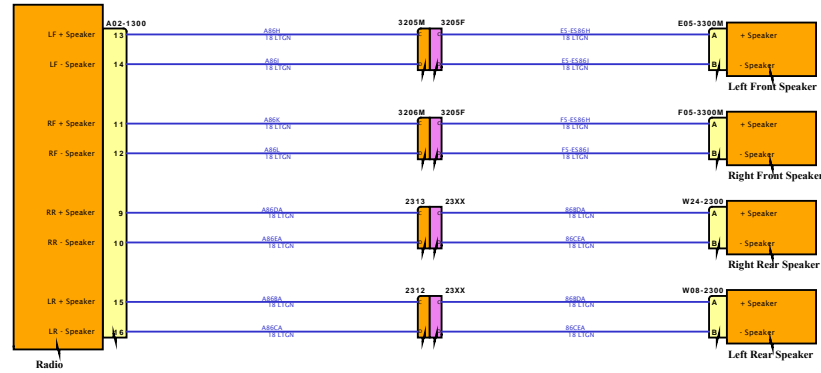 A02-1300 3205M 3205F E05-3300M
LF + Speaker 13 A86H 18 LTGN C C E5-ES86H 18 LTGN A + Speaker
LF - Speaker 14 A86J 18 LTGN D D E5-ES86J 18 LTGN B - Speaker
Left Front Speaker
3206M 3205F F05-3300M
RF + Speaker 11 A86K 18 LTGN C C F5-ES86H 18 LTGN A + Speaker
RF - Speaker 12 A86L 18 LTGN D D F5-ES86J 18 LTGN B - Speaker
Right Front Speaker
2313 23XX W24-2300
RR + Speaker 9 A86DA 18 LTGN C C 86BDA 18 LTGN A + Speaker
RR - Speaker 10 A86EA 18 LTGN D D 86CEA 18 LTGN B - Speaker
Right Rear Speaker
2312 23XX W08-2300
LR + Speaker 15 A86BA 18 LTGN C C 86BDA 18 LTGN A + Speaker
LR - Speaker 16 A86CA 18 LTGN D D 86CEA 18 LTGN B - Speaker
Left Rear Speaker
Radio